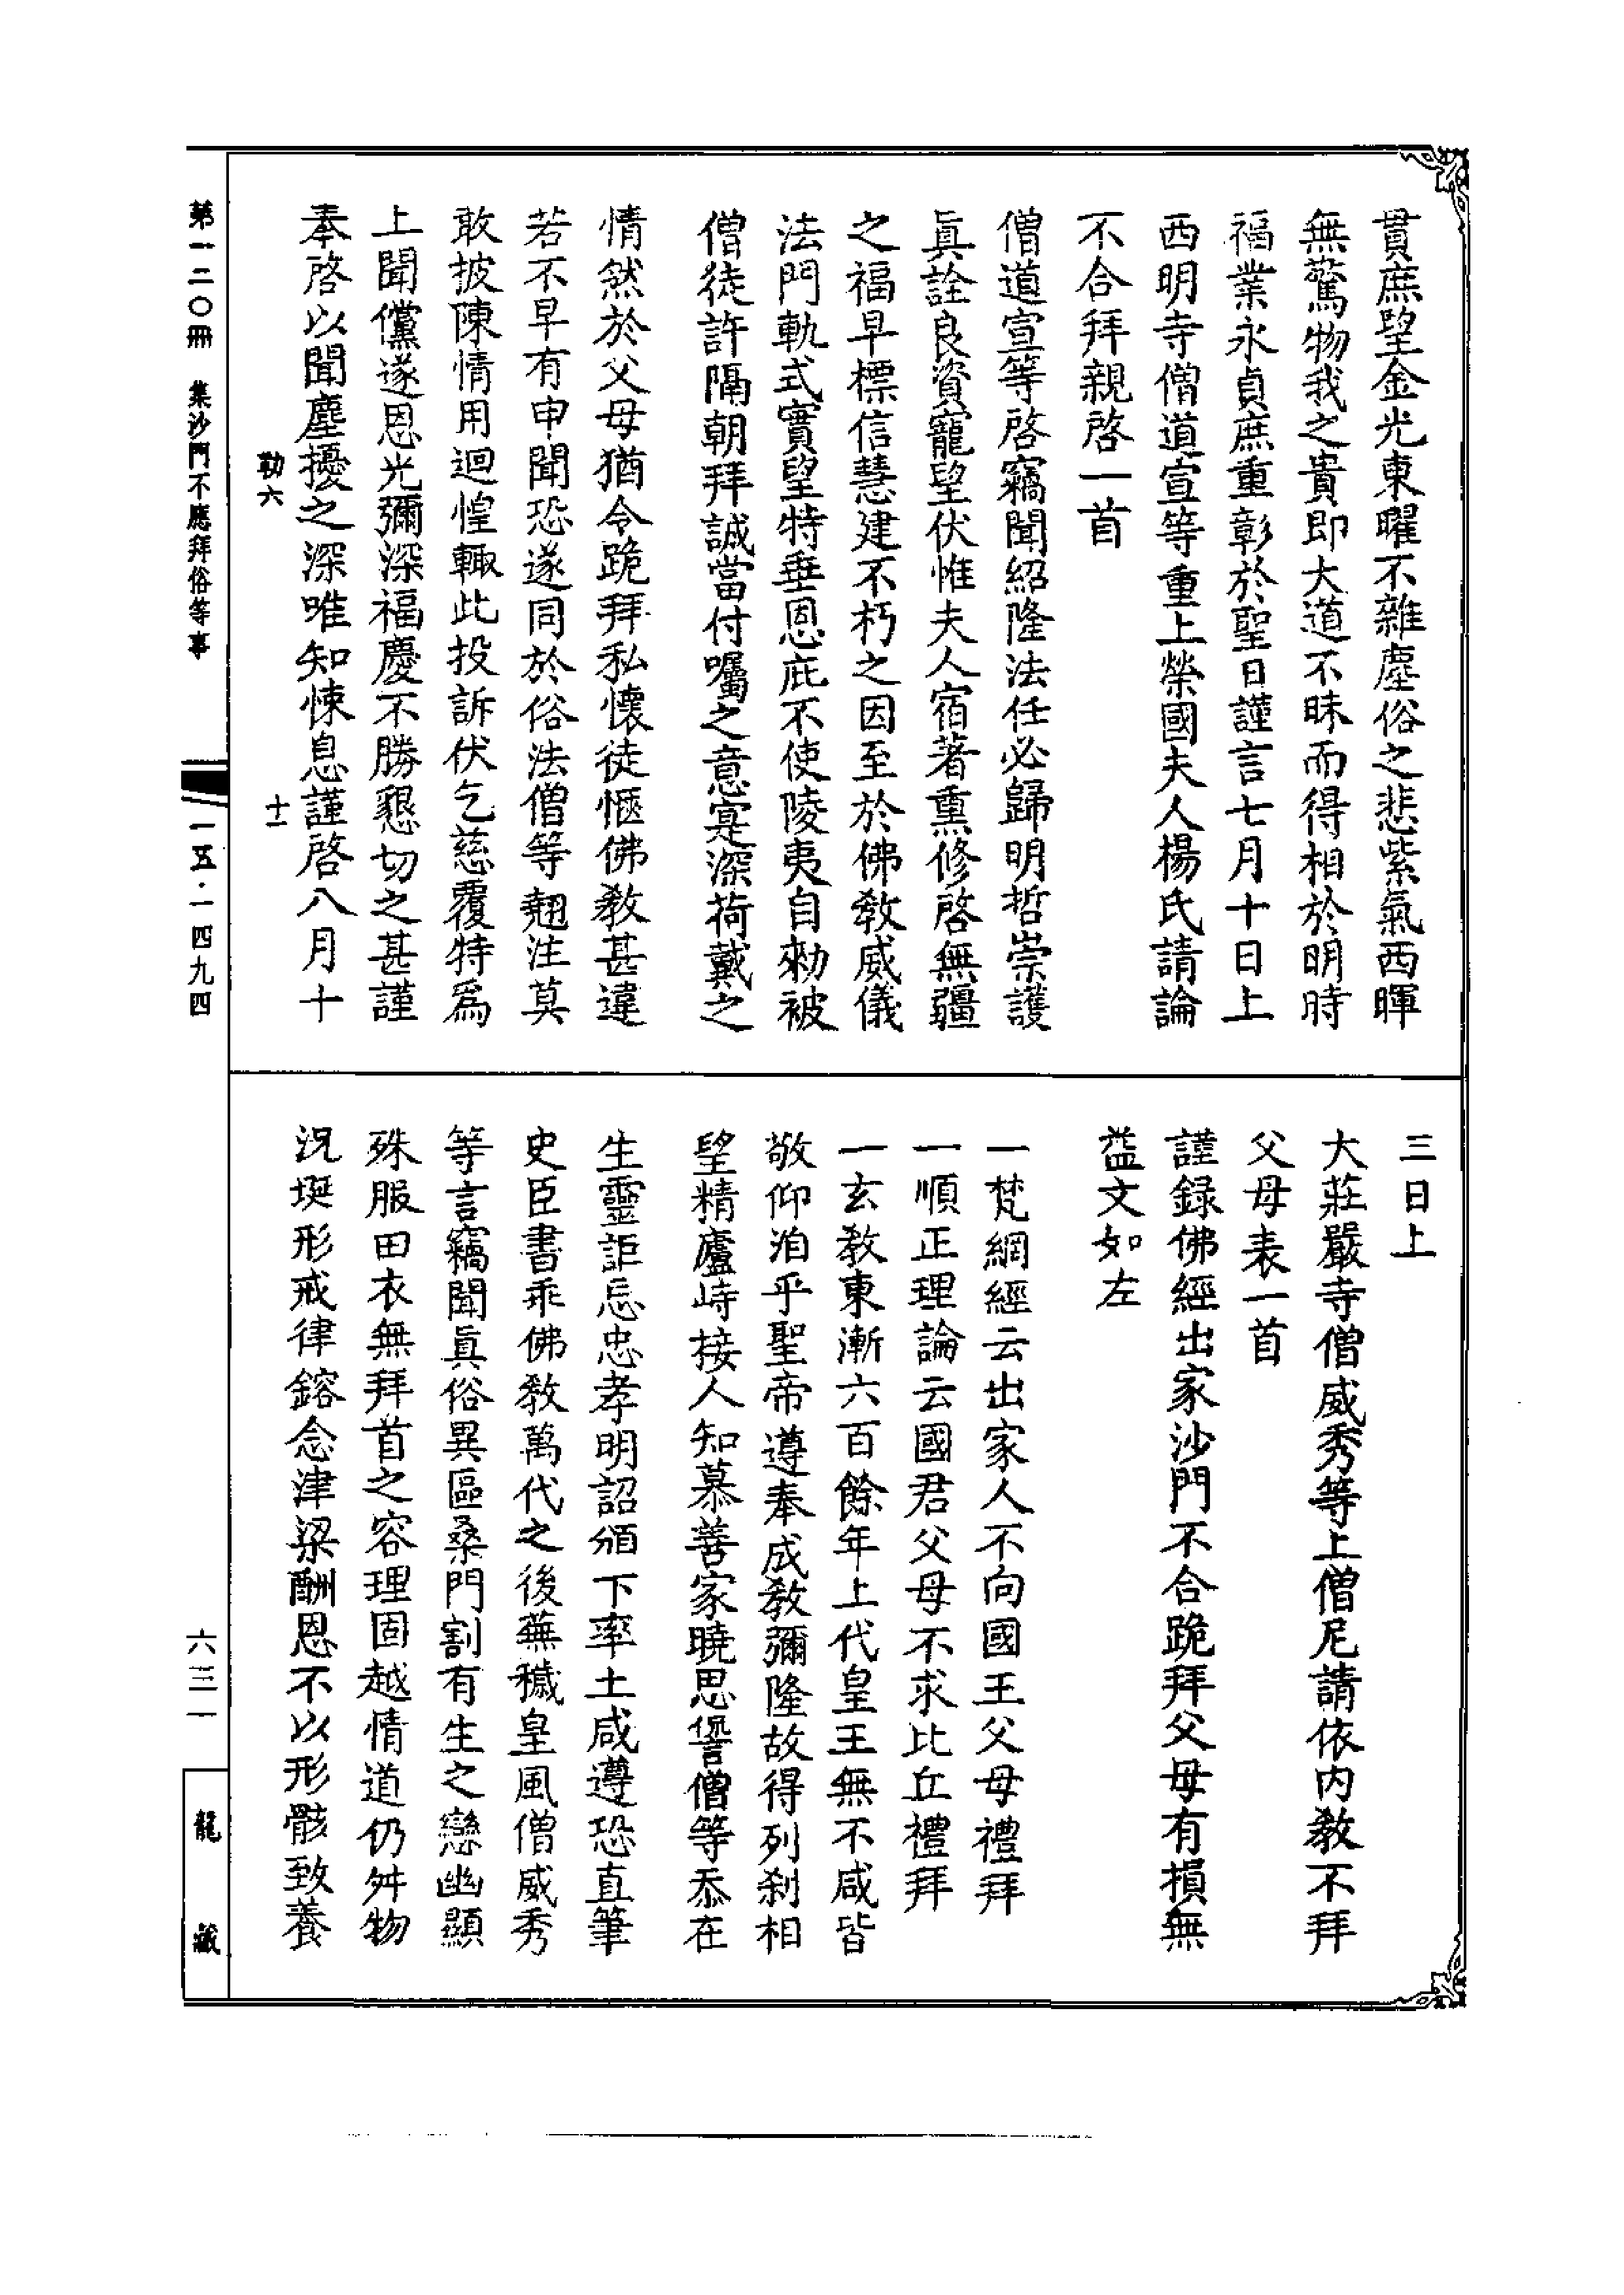 貫庶望金光東曜不雜塵俗之悲紫氣西暉
無驚物我之貴即大道不昧而得相於明時
福業永貞庶重彰於聖日謹言七月十日上
西明寺僧道宣等重上榮國夫人楊氏請論
不合拜親啓一首
僧道宣等啓竊聞紹隆法任必歸明哲崇護
眞詮良資寵望伏惟夫人宿著熏修啓無疆
之福早標信慧建不朽之因至於佛教威儀
法門軌式實望特垂恩庇不使陵夷自勑被
僧徒許隔朝拜誠當付囑之意寔深荷戴之
情然於父母猶令跪拜私懷徒愜佛教甚違
若不早有申聞恐遂同於俗法僧等翹注莫
敢披陳情用迴惶輙此投訴伏乞慈覆特爲
上聞儻遂恩光彌深福慶不勝懇切之甚謹
奉啓以聞塵擾之深唯知悚息謹啓八月十
勒六
十一
三日上
大莊嚴寺僧威秀等上僧尼請依內教不拜
父母表一首
謹録佛經出家沙門不合跪拜父母有損無
益文如左
一梵綱經云出家人不向國王父母禮拜
一順正理論云國君父母不求比丘禮拜
一玄教東漸六百餘年上代皇王無不咸皆
敬仰洎乎聖帝遵奉成教彌隆故得列刹相
望精廬峙接人知慕善家曉思𠎝僧等忝在
生靈詎忘忠孝明詔頒下率土咸遵恐直筆
史臣書乖佛教萬代之後蕪穢皇風僧威秀
等言竊聞眞俗異區桑門割有生之戀幽顯
殊服田衣無拜首之容理固越情道仍舛物
況埏形戒律鎔念津梁酬恩不以形骸致養
第一二〇冊　集沙門不應拜俗等事
一五·一四九四
六三一
龍藏